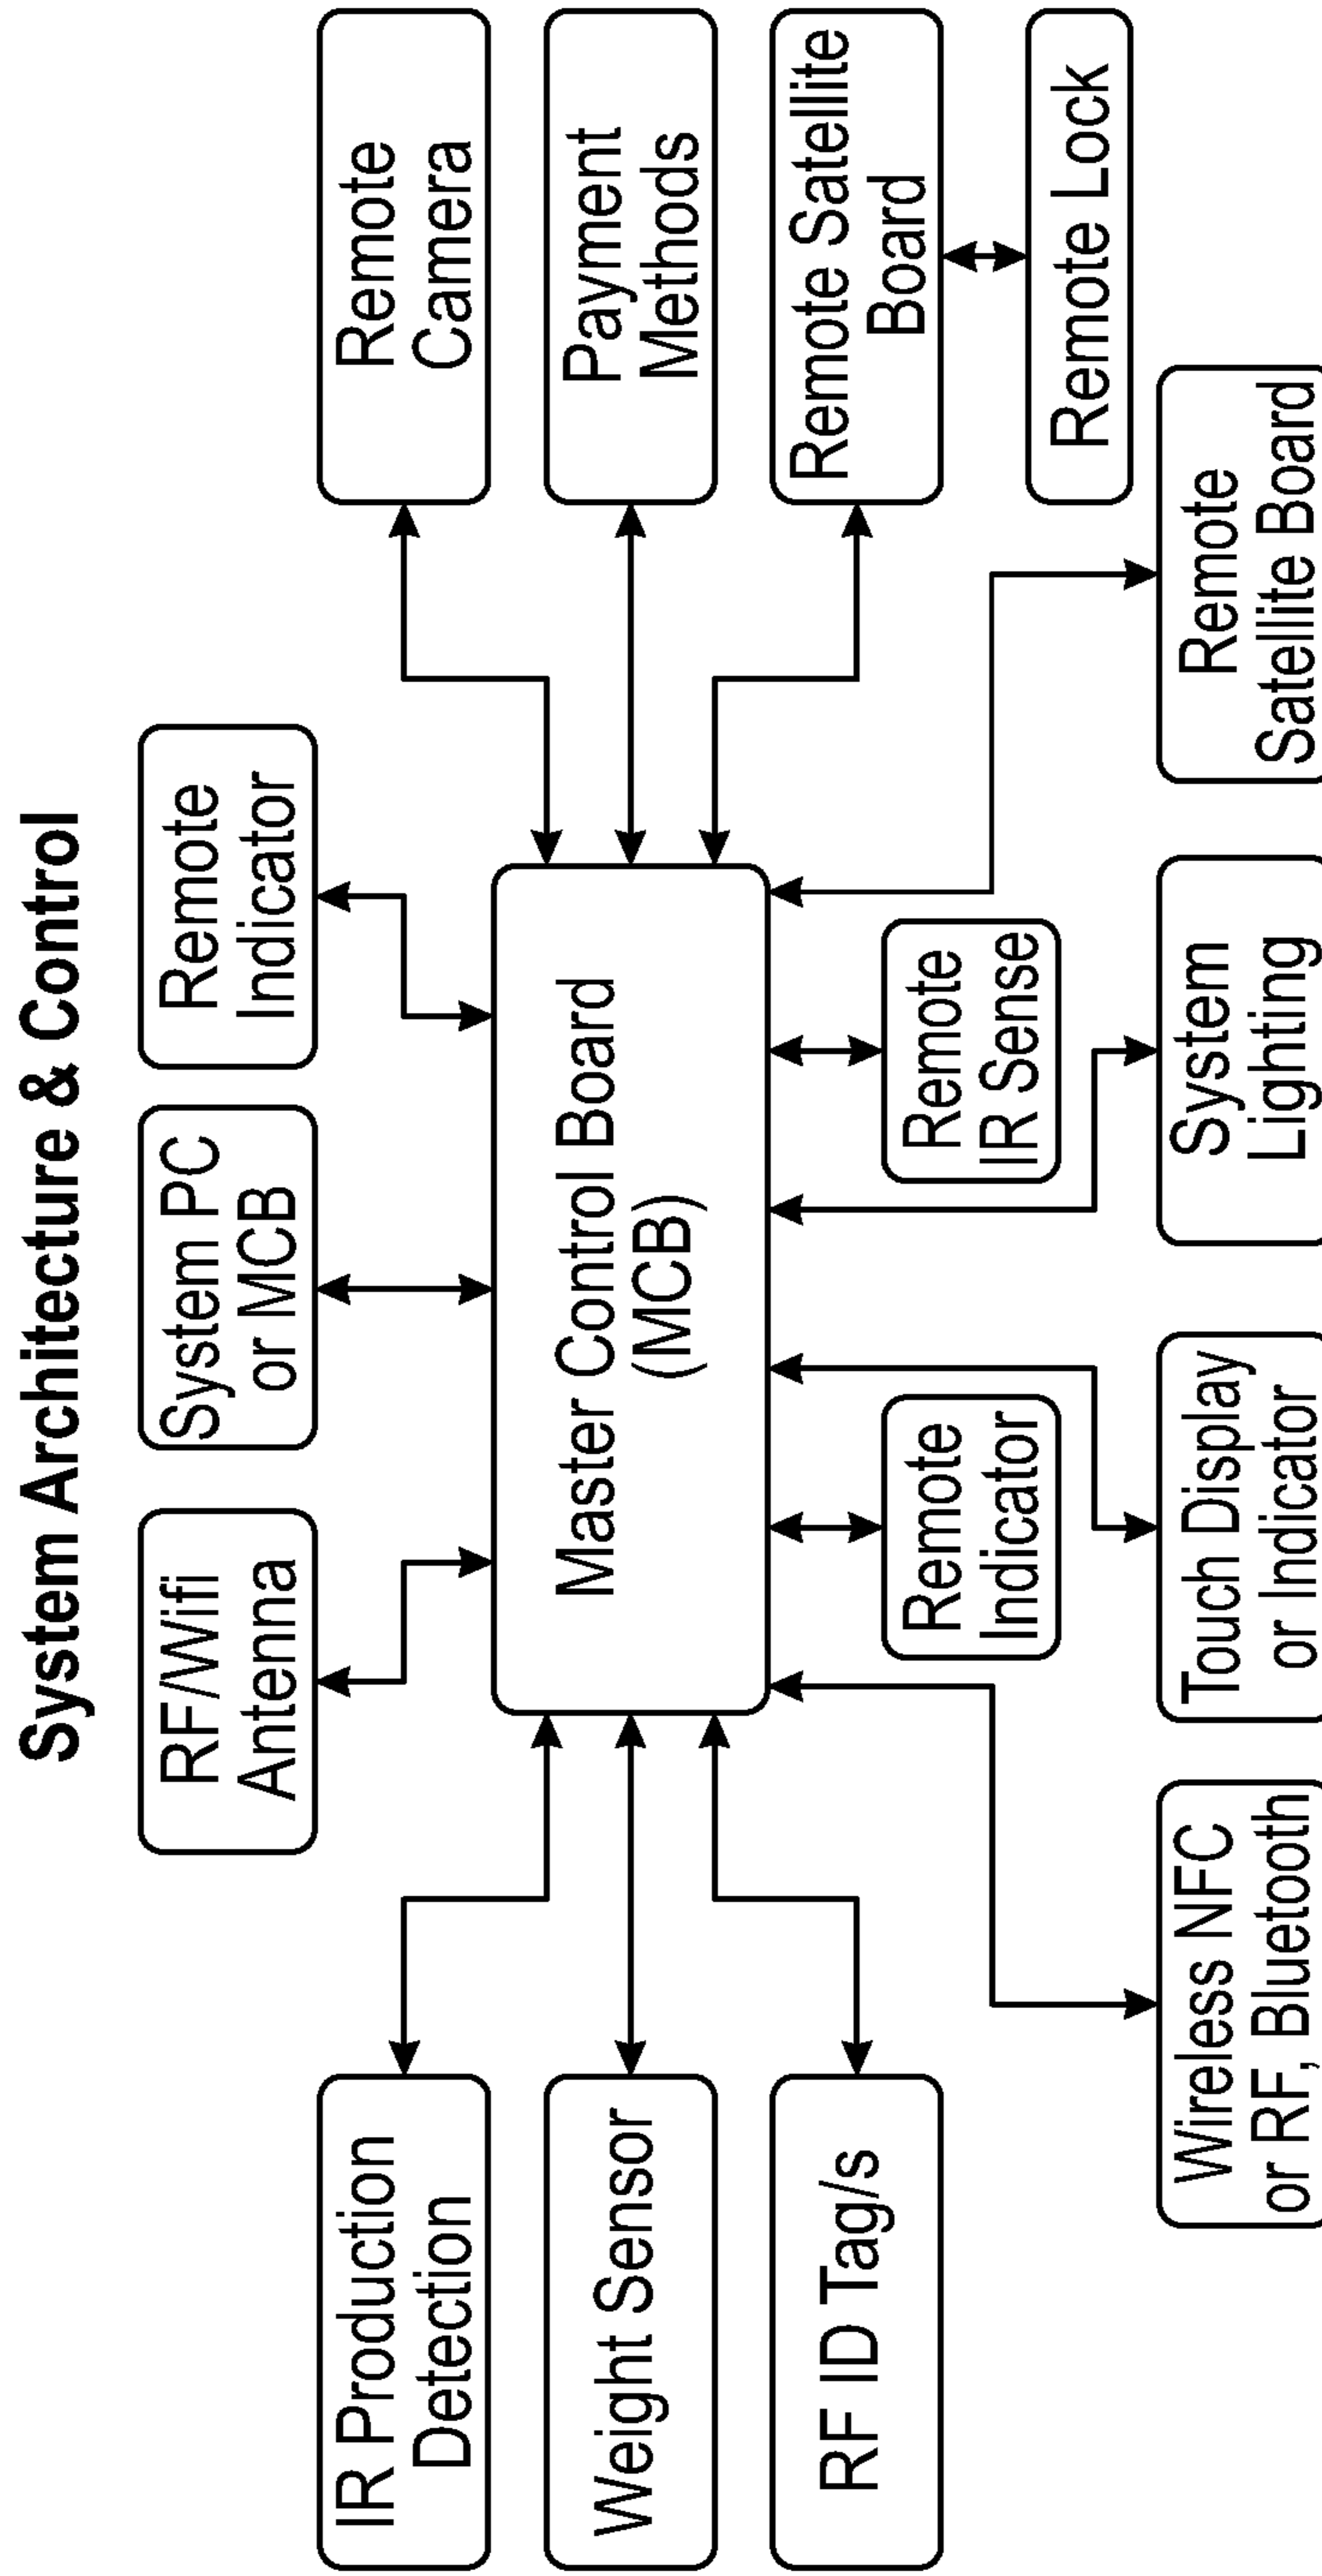 System Architecture & Control
RF/Wifi
Antenna
System PC
or MCB
Remote
Indicator
IR Production
Detection
Weight Sensor
RF ID Tag/s
Master Control Board
(MCB)
Remote
Camera
Payment
Methods
Remote Satellite
Board
Remote Lock
Remote
Indicator
Remote
IR Sense
Wireless NFC
or RF, Bluetooth
Touch Display
or Indicator
System
Lighting
Remote
Satellite Board